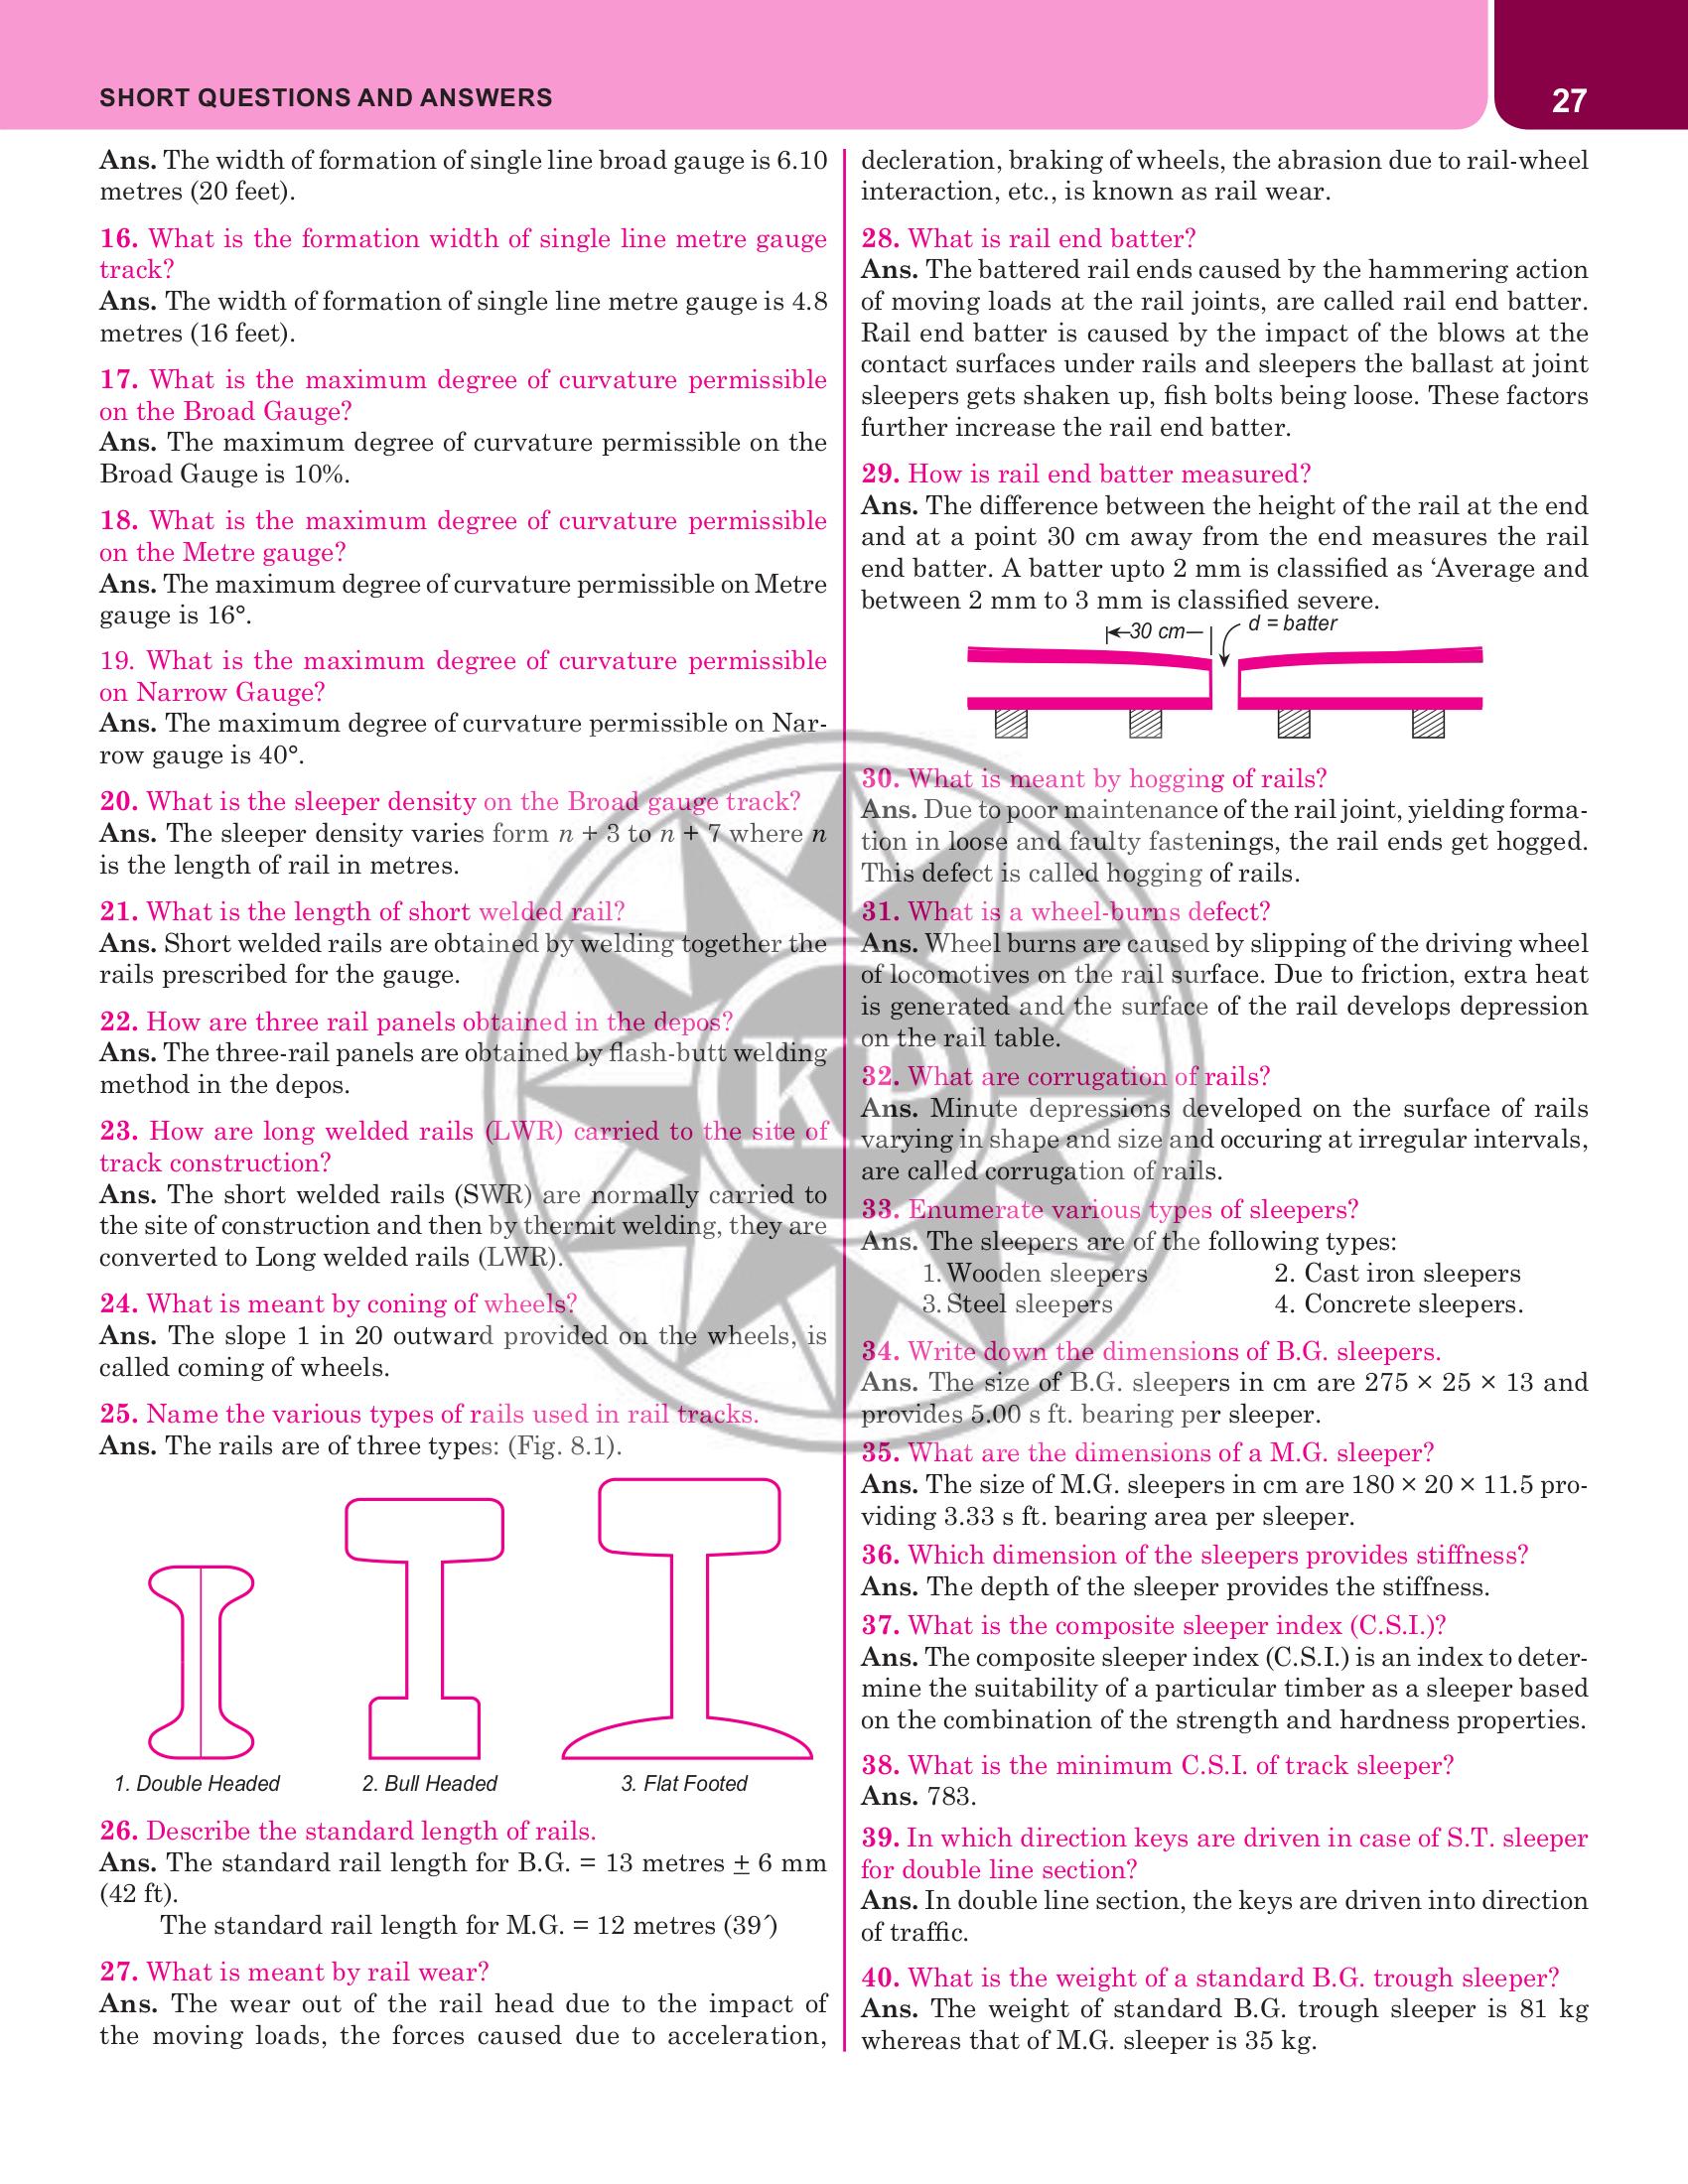 SHORT QUESTIONS AND ANSWERS
27
Ans. The width of formation of single line broad gauge is 6.10
metres (20 feet).
16. What is the formation width of single line metre gauge
track?
Ans. The width of formation of single line metre gauge is 4.8
metres (16 feet).
17. What is the maximum degree of curvature permissible
on the Broad Gauge?
Ans. The maximum degree of curvature permissible on the
Broad Gauge is 10%.
18. What is the maximum degree of curvature permissible
on the Metre gauge?
Ans. The maximum degree of curvature permissible on Metre
gauge is 16°.
19. What is the maximum degree of curvature permissible
on Narrow Gauge?
Ans. The maximum degree of curvature permissible on Nar-
row gauge is 40°.
20. What is the sleeper density on the Broad gauge track?
Ans. The sleeper density varies form n + 3 to n + 7 where n
is the length of rail in metres.
21. What is the length of short welded rail?
Ans. Short welded rails are obtained by welding together the
rails prescribed for the gauge.
22. How are three rail panels obtained in the depos?
Ans. The three-rail panels are obtained by flash-butt welding
method in the depos.
23. How are long welded rails (LWR) carried to the site of
track construction?
Ans. The short welded rails (SWR) are normally carried to
the site of construction and then by thermit welding, they are
converted to Long welded rails (LWR).
24. What is meant by coning of wheels?
Ans. The slope 1 in 20 outward provided on the wheels, is
called coming of wheels.
25. Name the various types of rails used in rail tracks.
Ans. The rails are of three types: (Fig. 8.1).
1. Double Headed
2. Bull Headed
3. Flat Footed
26. Describe the standard length of rails.
Ans. The standard rail length for B.G. = 13 metres ± 6 mm
(42 ft).
The standard rail length for M.G. = 12 metres (39´)
27. What is meant by rail wear?
Ans. The wear out of the rail head due to the impact of
the moving loads, the forces caused due to acceleration,
decleration, braking of wheels, the abrasion due to rail-wheel
interaction, etc., is known as rail wear.
28. What is rail end batter?
Ans. The battered rail ends caused by the hammering action
of moving loads at the rail joints, are called rail end batter.
Rail end batter is caused by the impact of the blows at the
contact surfaces under rails and sleepers the ballast at joint
sleepers gets shaken up, fish bolts being loose. These factors
further increase the rail end batter.
29. How is rail end batter measured?
Ans. The difference between the height of the rail at the end
and at a point 30 cm away from the end measures the rail
end batter. A batter upto 2 mm is classified as ‘Average and
between 2 mm to 3 mm is classified severe.
30 cm
d = batter
30. What is meant by hogging of rails?
Ans. Due to poor maintenance of the rail joint, yielding forma-
tion in loose and faulty fastenings, the rail ends get hogged.
This defect is called hogging of rails.
31. What is a wheel-burns defect?
Ans. Wheel burns are caused by slipping of the driving wheel
of locomotives on the rail surface. Due to friction, extra heat
is generated and the surface of the rail develops depression
on the rail table.
32. What are corrugation of rails?
Ans. Minute depressions developed on the surface of rails
varying in shape and size and occuring at irregular intervals,
are called corrugation of rails.
33. Enumerate various types of sleepers?
Ans. The sleepers are of the following types:
1. Wooden sleepers 2. Cast iron sleepers
3. Steel sleepers 4. Concrete sleepers.
34. Write down the dimensions of B.G. sleepers.
Ans. The size of B.G. sleepers in cm are 275 × 25 × 13 and
provides 5.00 s ft. bearing per sleeper.
35. What are the dimensions of a M.G. sleeper?
Ans. The size of M.G. sleepers in cm are 180 × 20 × 11.5 pro-
viding 3.33 s ft. bearing area per sleeper.
36. Which dimension of the sleepers provides stiffness?
Ans. The depth of the sleeper provides the stiffness.
37. What is the composite sleeper index (C.S.I.)?
Ans. The composite sleeper index (C.S.I.) is an index to deter-
mine the suitability of a particular timber as a sleeper based
on the combination of the strength and hardness properties.
38. What is the minimum C.S.I. of track sleeper?
Ans. 783.
39. In which direction keys are driven in case of S.T. sleeper
for double line section?
Ans. In double line section, the keys are driven into direction
of traffic.
40. What is the weight of a standard B.G. trough sleeper?
Ans. The weight of standard B.G. trough sleeper is 81 kg
whereas that of M.G. sleeper is 35 kg.
KP